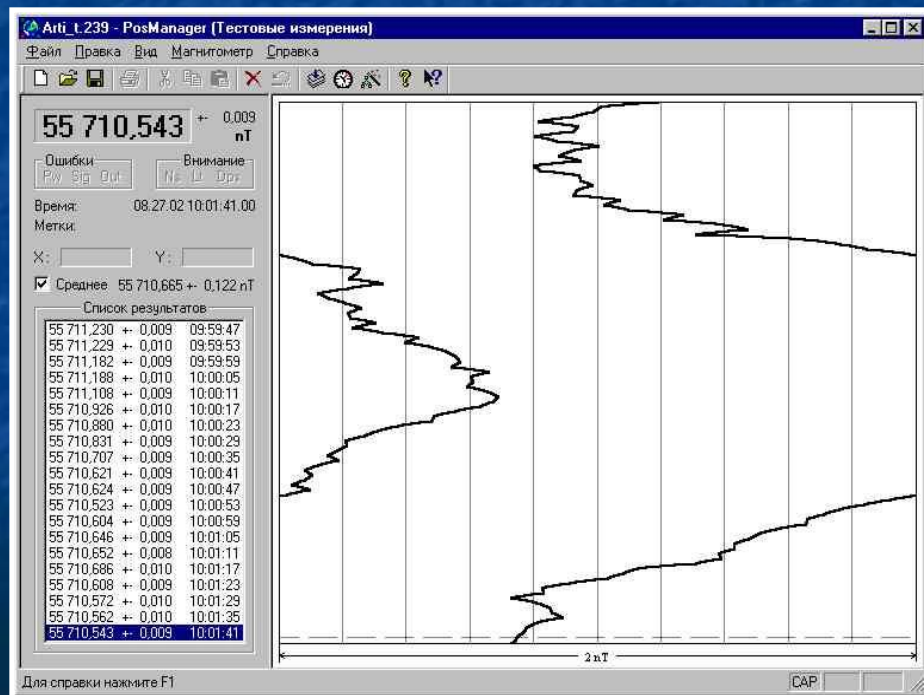 Arti_t.239 - PosManager (Тестовые измерения)
Файл Правка Вид Магнитометр Справка
55 710,543 +- 0,009
nT
Ошибки Внимание
Pw Sig Out Ns Lt Dps
Время: 08.27.02 10:01:41.00
Метки:
X: Y:
Среднее 55 710,665 +- 0,122 nT
Список результатов
55 711,230 +- 0,009 09:59:47
55 711,229 +- 0,010 09:59:53
55 711,182 +- 0,009 09:59:59
55 711,188 +- 0,010 10:00:05
55 711,108 +- 0,009 10:00:11
55 710,926 +- 0,010 10:00:17
55 710,880 +- 0,010 10:00:23
55 710,831 +- 0,009 10:00:29
55 710,707 +- 0,009 10:00:35
55 710,621 +- 0,009 10:00:41
55 710,624 +- 0,009 10:00:47
55 710,523 +- 0,009 10:00:53
55 710,604 +- 0,009 10:00:59
55 710,646 +- 0,009 10:01:05
55 710,652 +- 0,008 10:01:11
55 710,686 +- 0,010 10:01:17
55 710,608 +- 0,009 10:01:23
55 710,572 +- 0,010 10:01:29
55 710,562 +- 0,010 10:01:35
55 710,543 +- 0,009 10:01:41
2 nT
Для справки нажмите F1 CAP